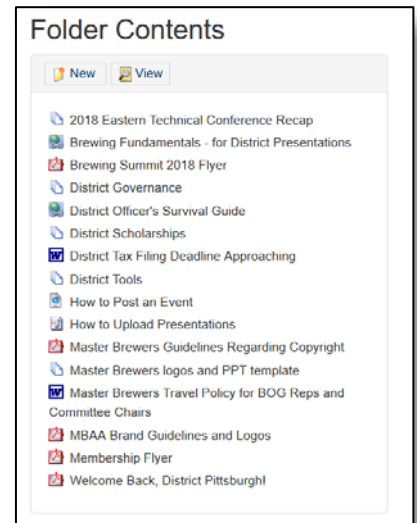 Folder Contents
New View
2018 Eastern Technical Conference Recap
Brewing Fundamentals - for District Presentations
Brewing Summit 2018 Flyer
District Governance
District Officer's Survival Guide
District Scholarships
District Tax Filing Deadline Approaching
District Tools
How to Post an Event
How to Upload Presentations
Master Brewers Guidelines Regarding Copyright
Master Brewers logos and PPT template
Master Brewers Travel Policy for BOG Reps and
Committee Chairs
MBAA Brand Guidelines and Logos
Membership Flyer
Welcome Back, District Pittsburgh!